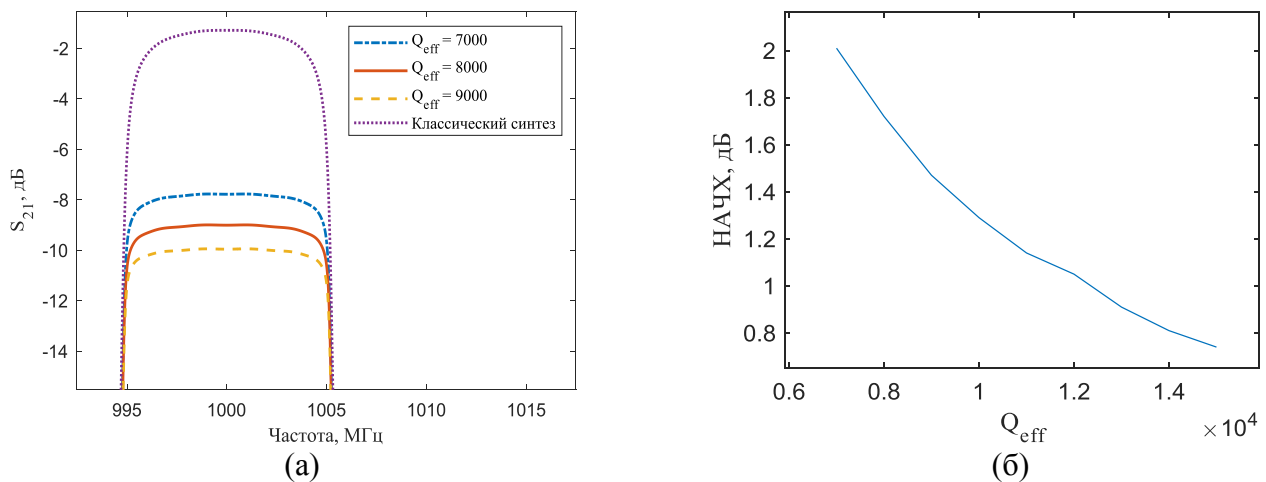 -2
-4
-6
-8
-10
-12
-14
S21, дБ
995 1000 1005 1010 1015
Частота, МГц
Qeff = 7000
Qeff = 8000
Qeff = 9000
Классический синтез
(а)
2
1.8
1.6
1.4
1.2
1
0.8
НАЧХ, дБ
0.6 0.8 1 1.2 1.4
Qeff
×10^4
(б)